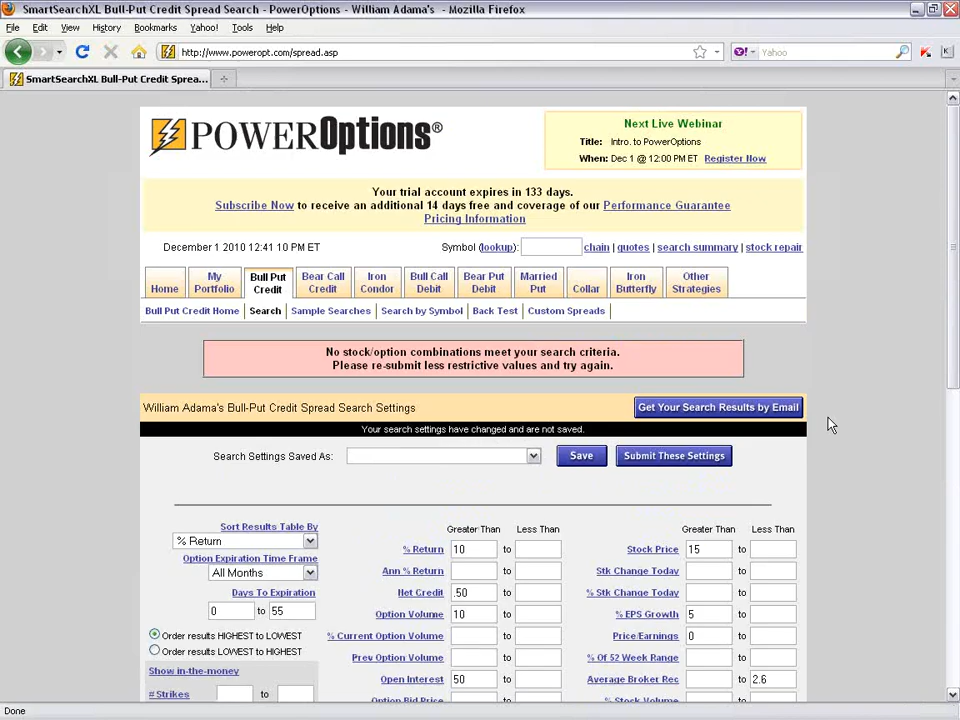 SmartSearchXL Bull-Put Credit Spread Search - PowerOptions - William Adama's - Mozilla Firefox
File Edit View History Bookmarks Yahoo! Tools Help
http://www.poweropt.com/spread.asp
Yahoo
SmartSearchXL Bull-Put Credit Sprea...
POWEROptions®
Next Live Webinar
Title: Intro. to PowerOptions
When: Dec 1 @ 12:00 PM ET Register Now
Your trial account expires in 133 days.
Subscribe Now to receive an additional 14 days free and coverage of our Performance Guarantee
Pricing Information
December 1 2010 12:41 10 PM ET
Symbol (lookup): chain | quotes | search summary | stock repair
Home
My Portfolio
Bull Put Credit
Bear Call Credit
Iron Condor
Bull Call Debit
Bear Put Debit
Married Put
Collar
Iron Butterfly
Other Strategies
Bull Put Credit Home | Search | Sample Searches | Search by Symbol | Back Test | Custom Spreads
No stock/option combinations meet your search criteria.
Please re-submit less restrictive values and try again.
William Adama's Bull-Put Credit Spread Search Settings
Get Your Search Results by Email
Your search settings have changed and are not saved.
Search Settings Saved As: Save Submit These Settings
Sort Results Table By
% Return
Option Expiration Time Frame
All Months
Days To Expiration
0 to 55
Order results HIGHEST to LOWEST
Order results LOWEST to HIGHEST
Show in-the-money
# Strikes to
Greater Than Less Than
% Return 10 to
Ann % Return to
Net Credit .50 to
Option Volume 10 to
% Current Option Volume to
Prev Option Volume to
Open Interest 50 to
Option Bid Price to
Greater Than Less Than
Stock Price 15 to
Stk Change Today to
% Stk Change Today to
% EPS Growth 5 to
Price/Earnings 0 to
% Of 52 Week Range to
Average Broker Rec to 2.6
% Stock Volume to
Done